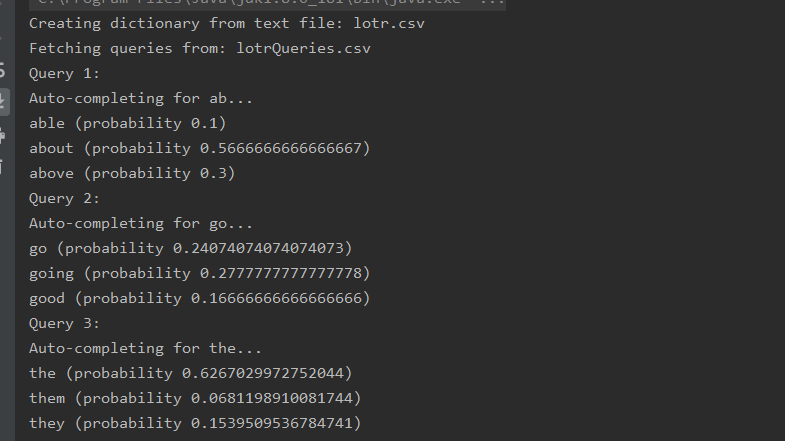 Creating dictionary from text file: lotr.csv
Fetching queries from: lotrQueries.csv
Query 1:
Auto-completing for ab...
able (probability 0.1)
about (probability 0.5666666666666667)
above (probability 0.3)
Query 2:
Auto-completing for go...
go (probability 0.24074074074074073)
going (probability 0.2777777777777778)
good (probability 0.16666666666666666)
Query 3:
Auto-completing for the...
the (probability 0.6267029972752044)
them (probability 0.0681198910081744)
they (probability 0.1539509536784741)